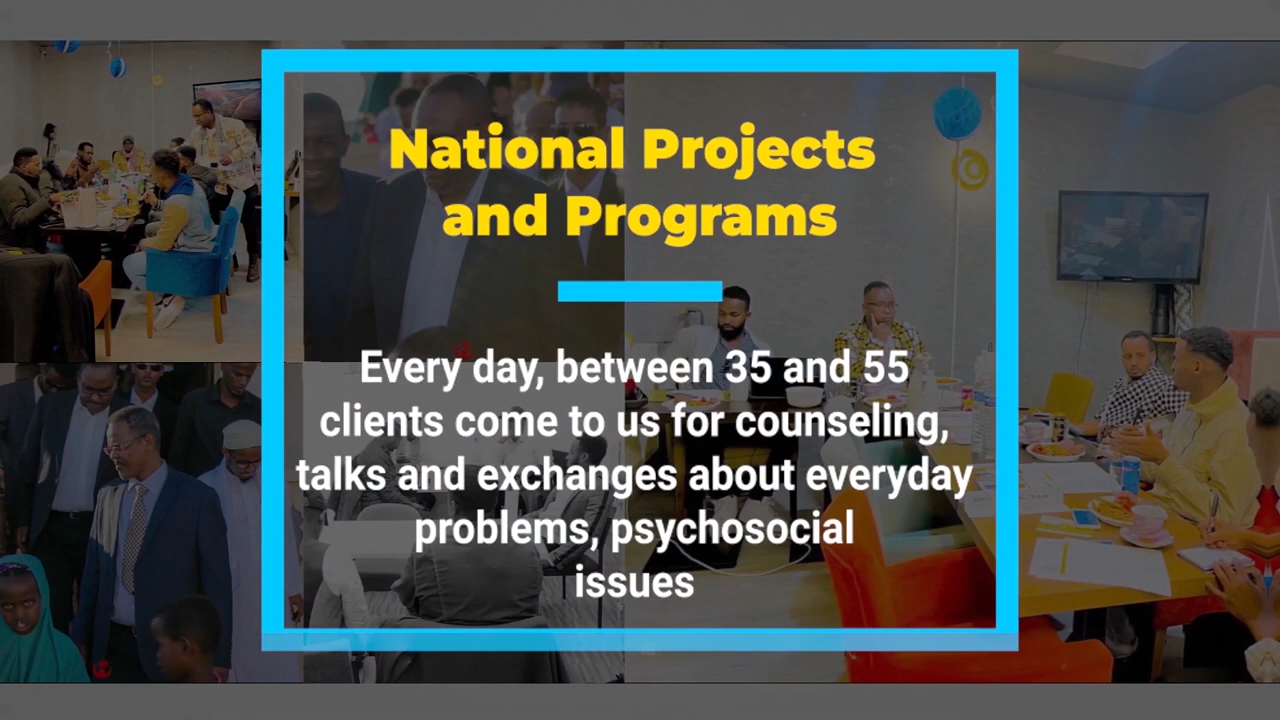 National Projects
and Programs
Every day, between 35 and 55
clients come to us for counseling,
talks and exchanges about everyday
problems, psychosocial
issues